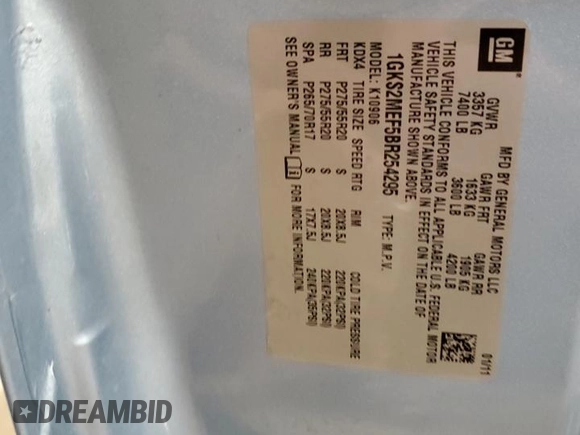 GM
MFD BY GENERAL MOTORS LLC
01/11
GVWR GAWR FRT GAWR RR
3357 KG 1633 KG 1905 KG
7400 LB 3600 LB 4200 LB
THIS VEHICLE CONFORMS TO ALL APPLICABLE U.S. FEDERAL MOTOR
VEHICLE SAFETY STANDARDS IN EFFECT ON THE DATE OF
MANUFACTURE SHOWN ABOVE.
1GKS2MEF5BR254295 TYPE: M.P.V.
MODEL: K10906
KDX4 TIRE SIZE SPEED RTG RIM COLD TIRE PRESSURE
FRT P275/55R20 S 20X8.5J 220KPA(32PSI)
RR P275/55R20 S 20X8.5J 220KPA(32PSI)
SPA P265/70R17 S 17X7.5J 240KPA(35PSI)
SEE OWNER'S MANUAL FOR MORE INFORMATION.
DREAMBID